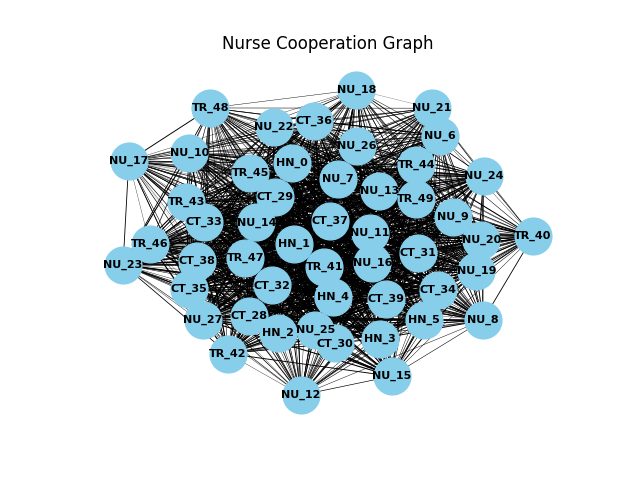 Nurse Cooperation Graph
NU_18
TR_48
NU_21
CT_36
NU_22
NU_6
NU_26
NU_10
NU_17
HN_0
TR_44
TR_45
NU_24
NU_7
NU_13
CT_29
TR_49
TR_43
NU_9
CT_33
NU_14
CT_37
NU_11
TR_40
NU_20
TR_46
HN_1
CT_31
TR_47
CT_38
NU_16
NU_23
TR_41
NU_19
CT_32
CT_35
CT_34
HN_4
CT_39
CT_28
NU_27
HN_5
NU_8
NU_25
HN_2
HN_3
CT_30
TR_42
NU_15
NU_12